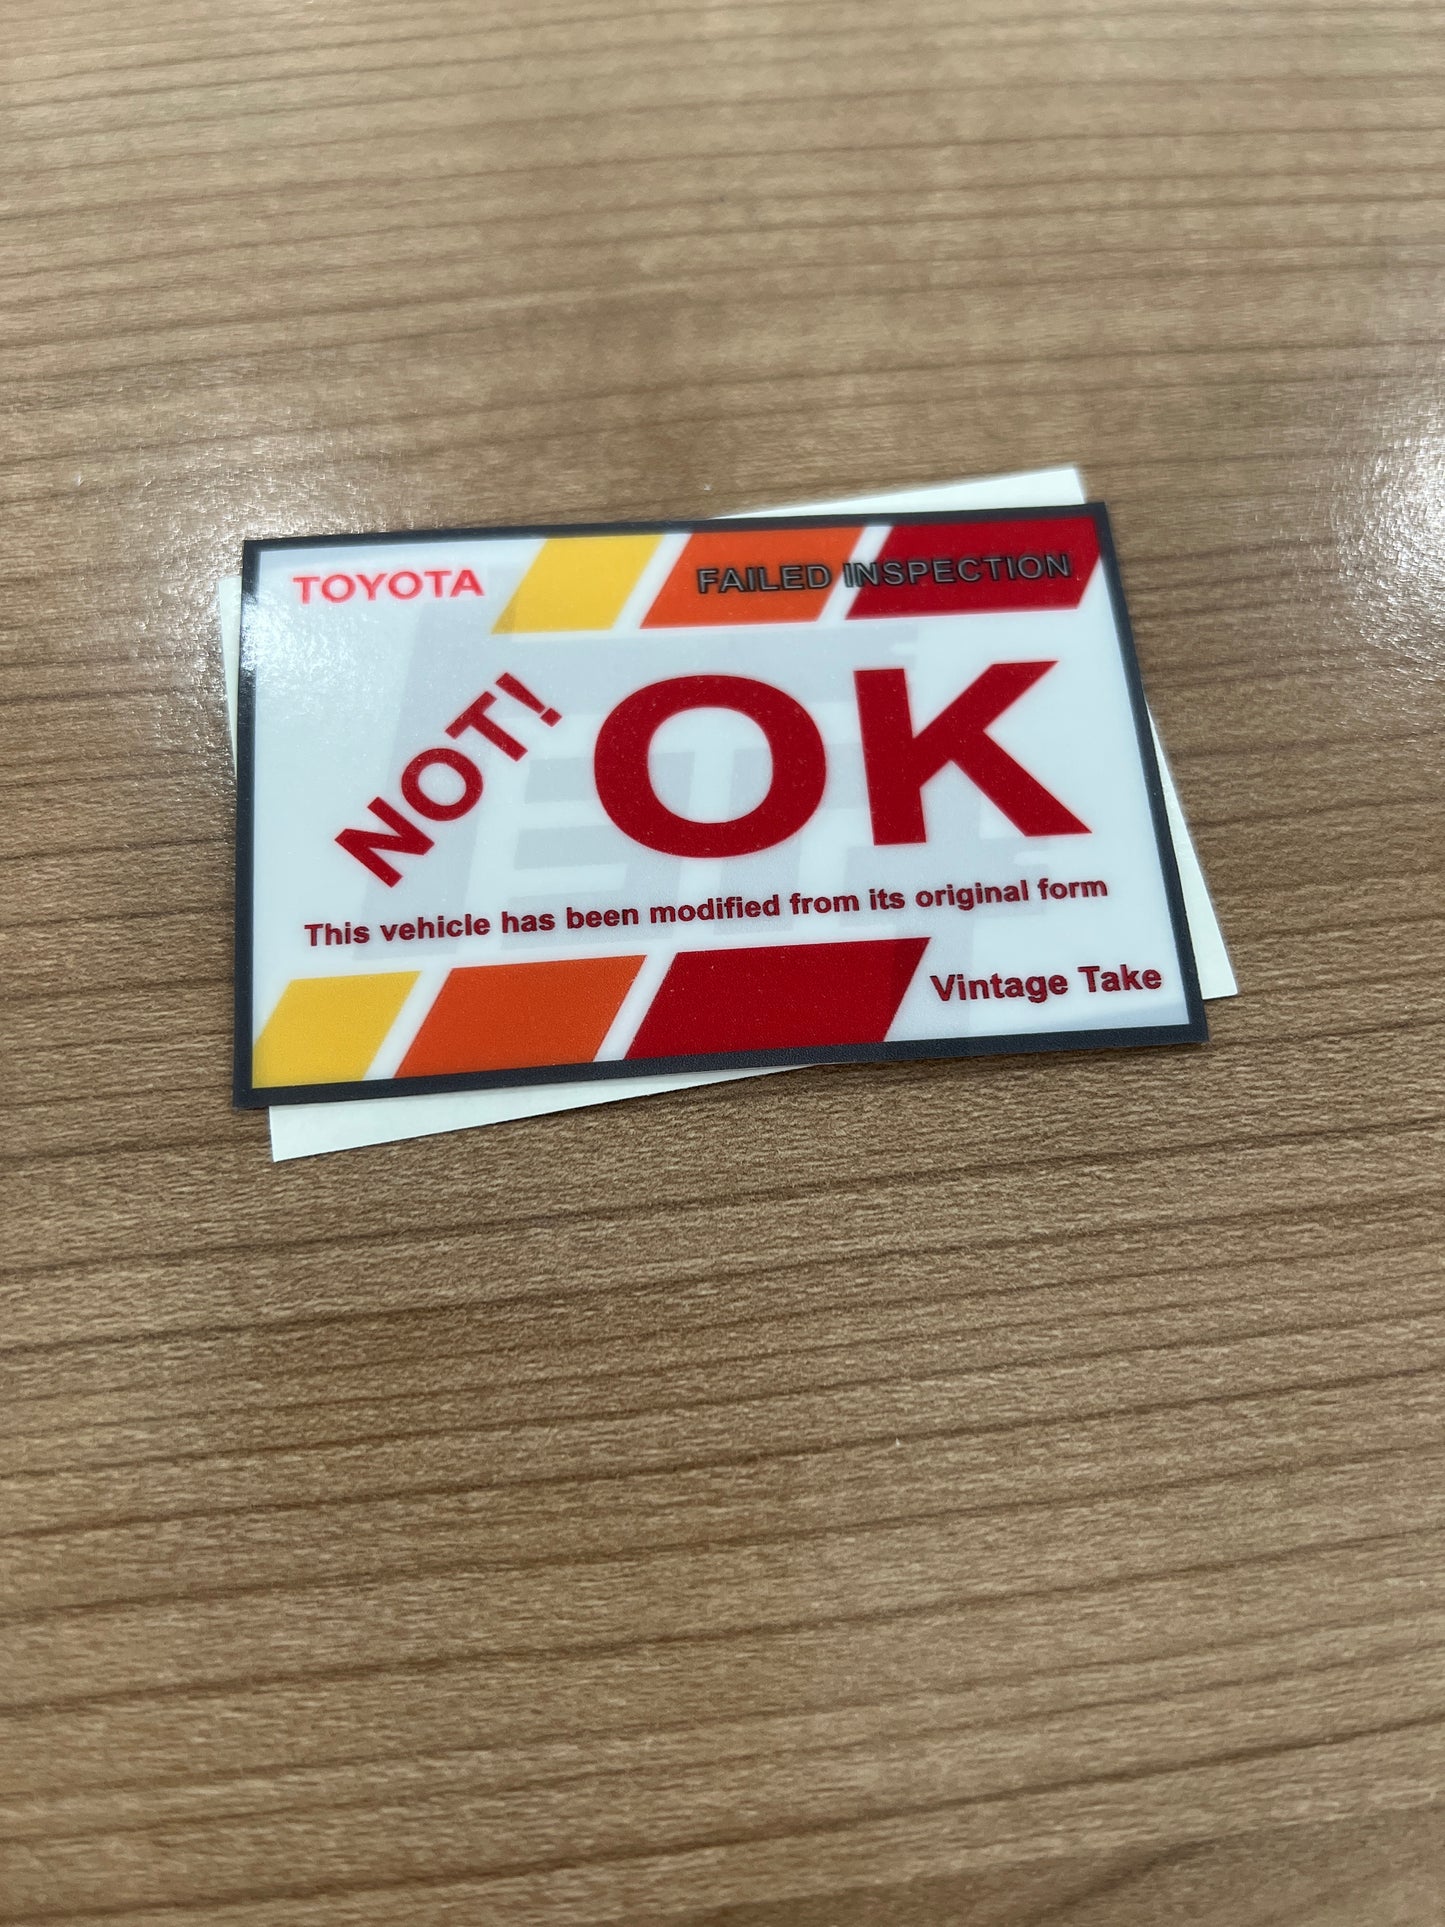 TOYOTA
FAILED INSPECTION
NOT!
OK
This vehicle has been modified from its original form
Vintage Take